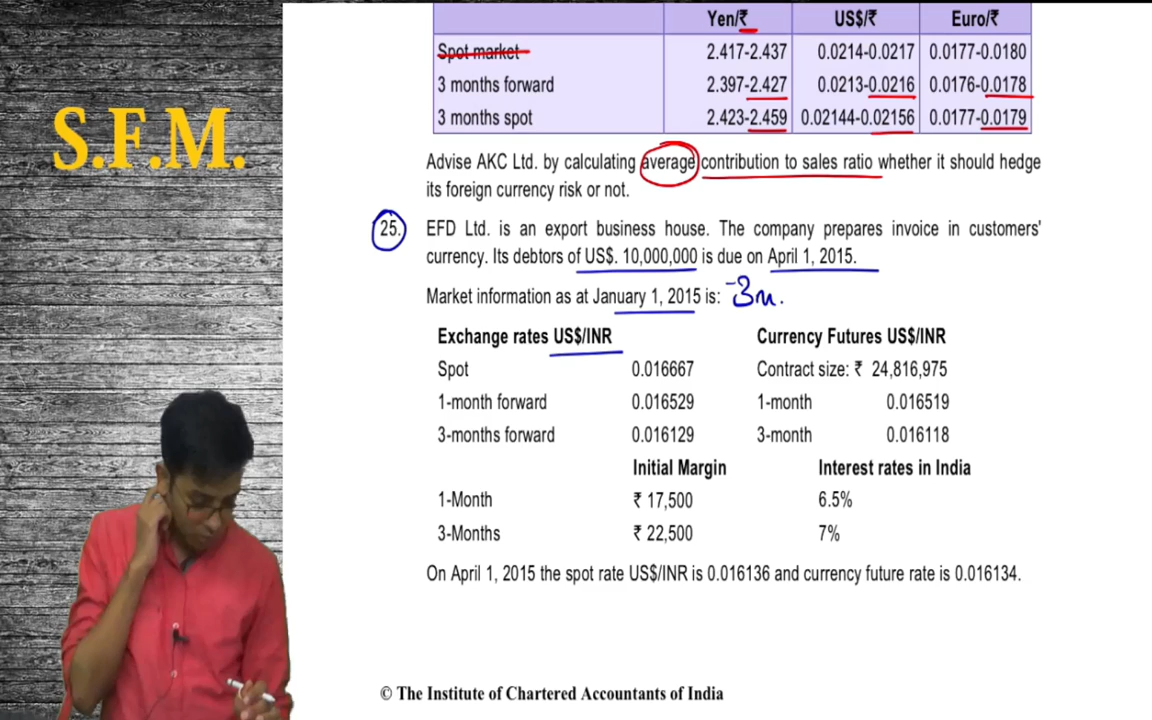 Yen/₹ US$/₹ Euro/₹
Spot market 2.417-2.437 0.0214-0.0217 0.0177-0.0180
3 months forward 2.397-2.427 0.0213-0.0216 0.0176-0.0178
3 months spot 2.423-2.459 0.02144-0.02156 0.0177-0.0179
S.F.M.
Advise AKC Ltd. by calculating average contribution to sales ratio whether it should hedge
its foreign currency risk or not.
25. EFD Ltd. is an export business house. The company prepares invoice in customers'
currency. Its debtors of US$. 10,000,000 is due on April 1, 2015.
Market information as at January 1, 2015 is: -3m.
Exchange rates US$/INR Currency Futures US$/INR
Spot 0.016667 Contract size: ₹ 24,816,975
1-month forward 0.016529 1-month 0.016519
3-months forward 0.016129 3-month 0.016118
Initial Margin Interest rates in India
1-Month ₹ 17,500 6.5%
3-Months ₹ 22,500 7%
On April 1, 2015 the spot rate US$/INR is 0.016136 and currency future rate is 0.016134.
© The Institute of Chartered Accountants of India